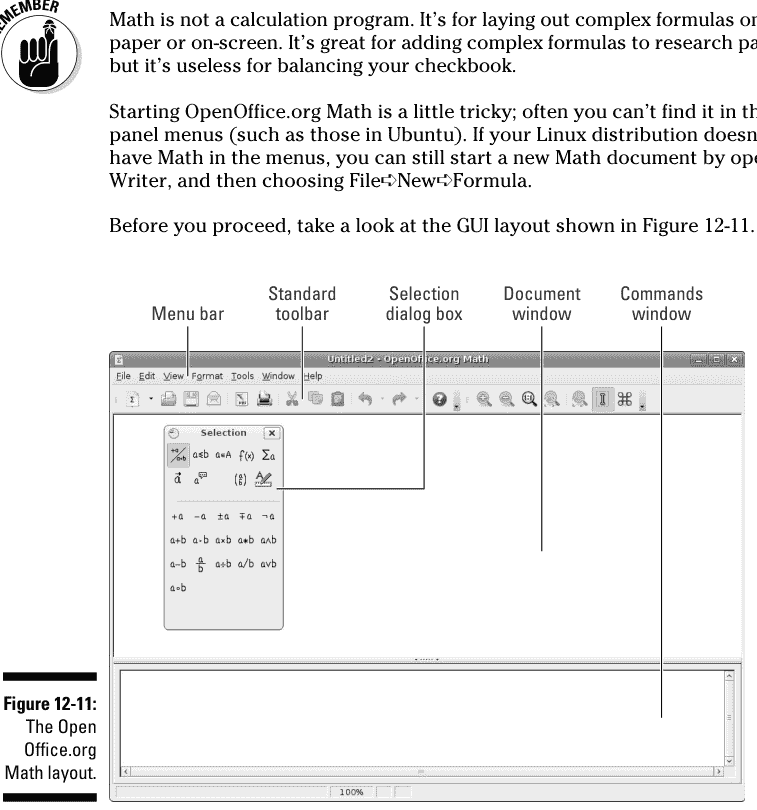 REMEMBER
Math is not a calculation program. It's for laying out complex formulas on
paper or on-screen. It's great for adding complex formulas to research pa
but it's useless for balancing your checkbook.
Starting OpenOffice.org Math is a little tricky; often you can't find it in th
panel menus (such as those in Ubuntu). If your Linux distribution doesn
have Math in the menus, you can still start a new Math document by ope
Writer, and then choosing File➪New➪Formula.
Before you proceed, take a look at the GUI layout shown in Figure 12-11.
Menu bar
Standard
toolbar
Selection
dialog box
Document
window
Commands
window
Untitled2 - OpenOffice.org Math
File Edit View Format Tools Window Help
Selection
+a/a+b a≤b a∈A f(x) Σa
+a -a ±a ∓a ¬a
a+b a·b a×b a∗b a∧b
a-b a/b a÷b a/b a∨b
a∘b
100%
Figure 12-11:
The Open
Office.org
Math layout.